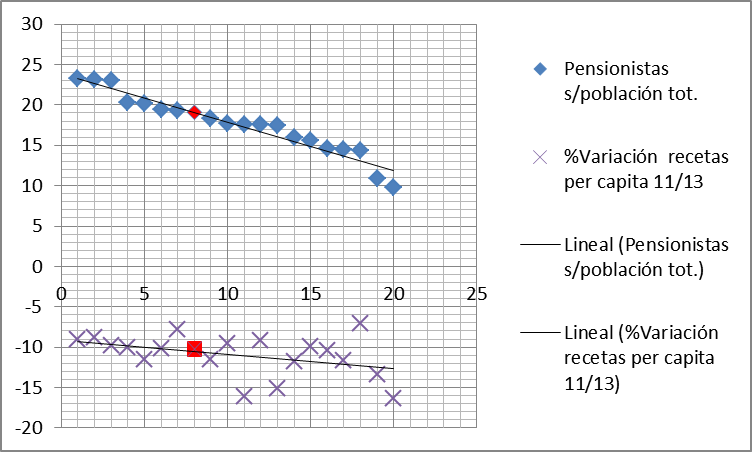 30
25
20
15
10
5
0
-5
-10
-15
-20
0 5 10 15 20 25
Pensionistas
s/población tot.
%Variación recetas
per capita 11/13
Lineal (Pensionistas
s/población tot.)
Lineal (%Variación
recetas per capita
11/13)